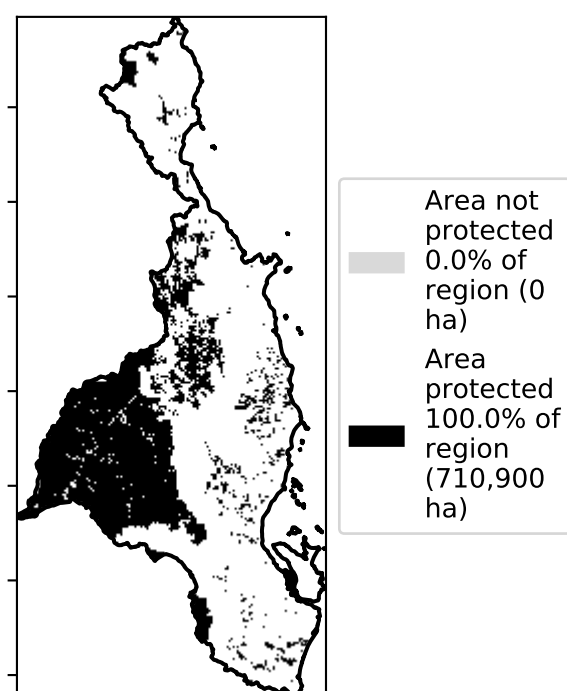 Area not
protected
0.0% of
region (0
ha)
Area
protected
100.0% of
region
(710,900
ha)